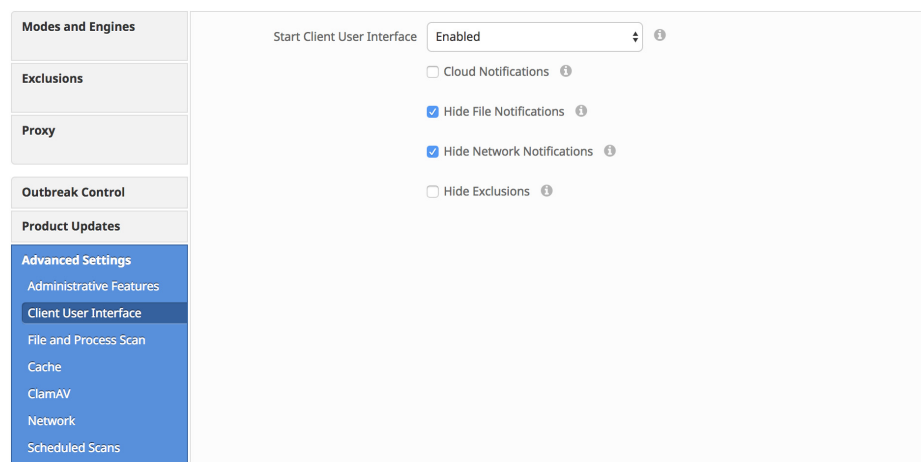 Modes and Engines
Exclusions
Proxy
Outbreak Control
Product Updates
Advanced Settings
Administrative Features
Client User Interface
File and Process Scan
Cache
ClamAV
Network
Scheduled Scans
Start Client User Interface Enabled
Cloud Notifications
Hide File Notifications
Hide Network Notifications
Hide Exclusions